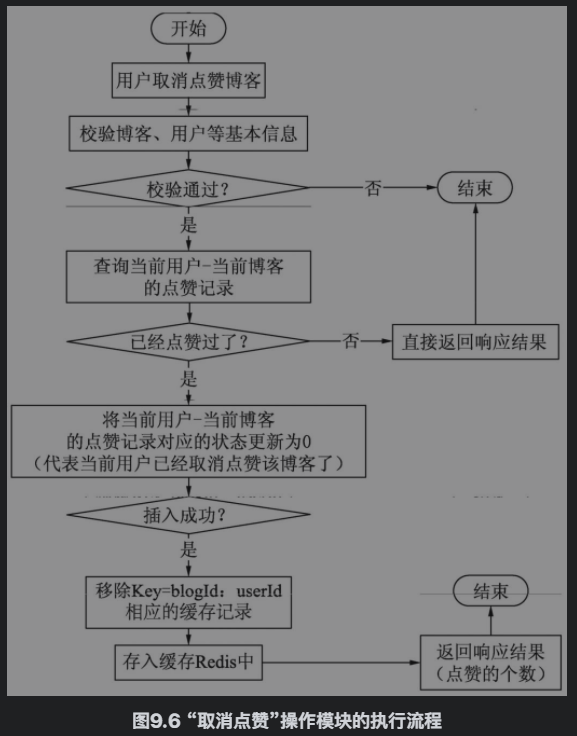 开始
用户取消点赞博客
校验博客、用户等基本信息
校验通过?
否
结束
是
查询当前用户-当前博客
的点赞记录
已经点赞过了?
否
直接返回响应结果
是
将当前用户-当前博客
的点赞记录对应的状态更新为0
（代表当前用户已经取消点赞该博客了）
插入成功?
是
移除Key=blogId：userId
相应的缓存记录
存入缓存Redis中
结束
返回响应结果
（点赞的个数）
图9.6 “取消点赞”操作模块的执行流程